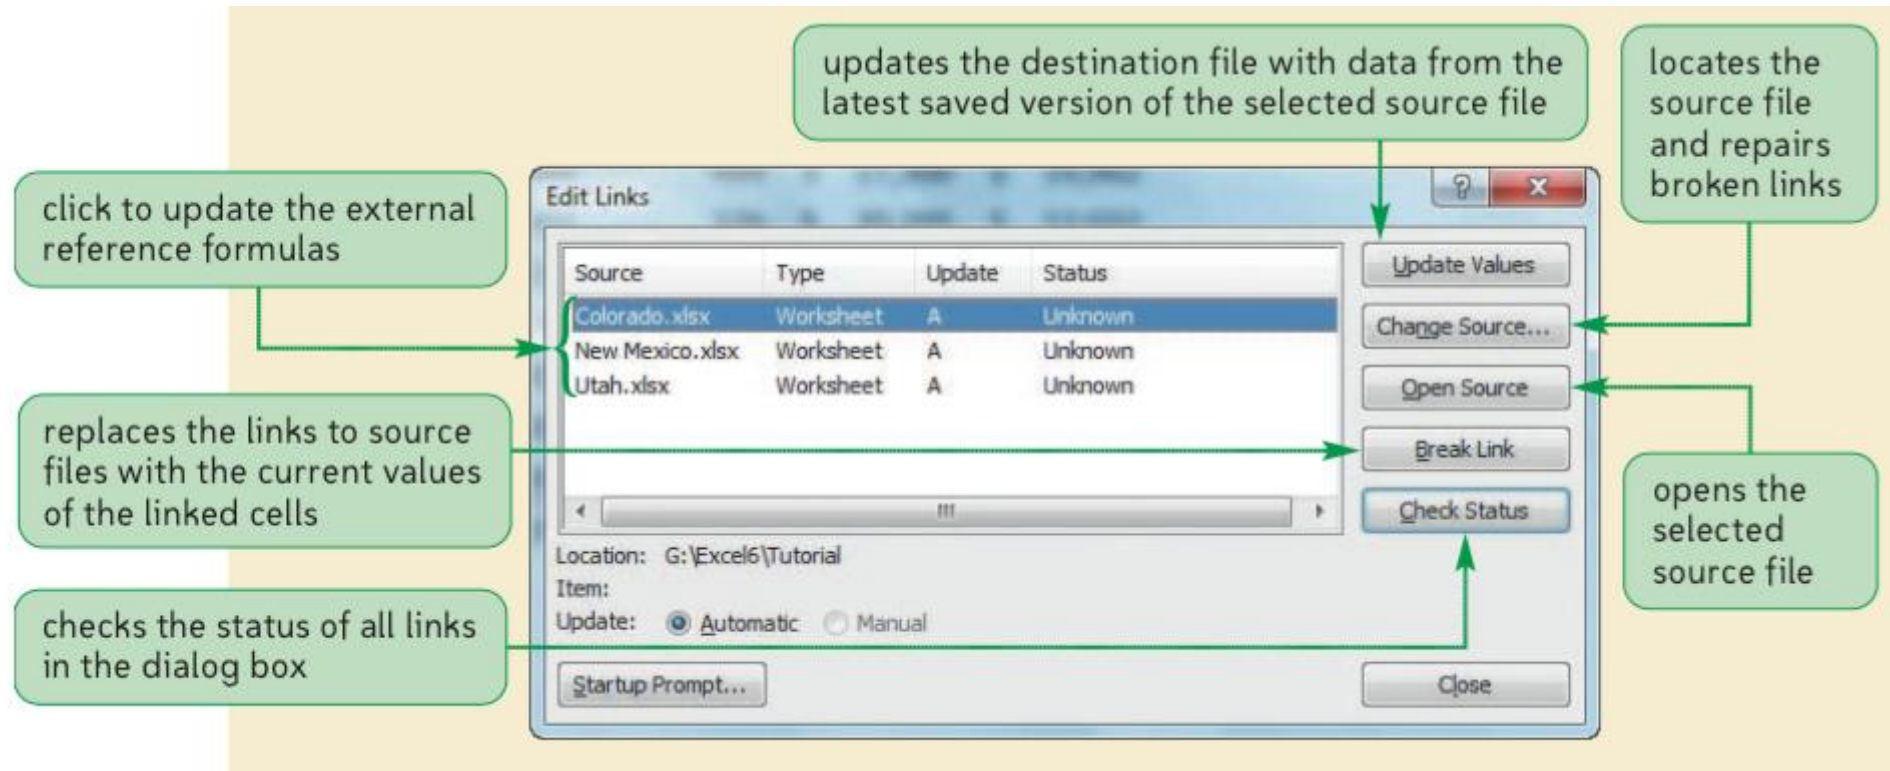 updates the destination file with data from the
latest saved version of the selected source file
locates the
source file
and repairs
broken links
click to update the external
reference formulas
replaces the links to source
files with the current values
of the linked cells
checks the status of all links
in the dialog box
Edit Links
Source Type Update Status
Colorado.xlsx Worksheet A Unknown
New Mexico.xlsx Worksheet A Unknown
Utah.xlsx Worksheet A Unknown
Update Values
Change Source...
Open Source
Break Link
Check Status
Location: G:\Excel6\Tutorial
Item:
Update: Automatic Manual
Startup Prompt...
Close
opens the
selected
source file